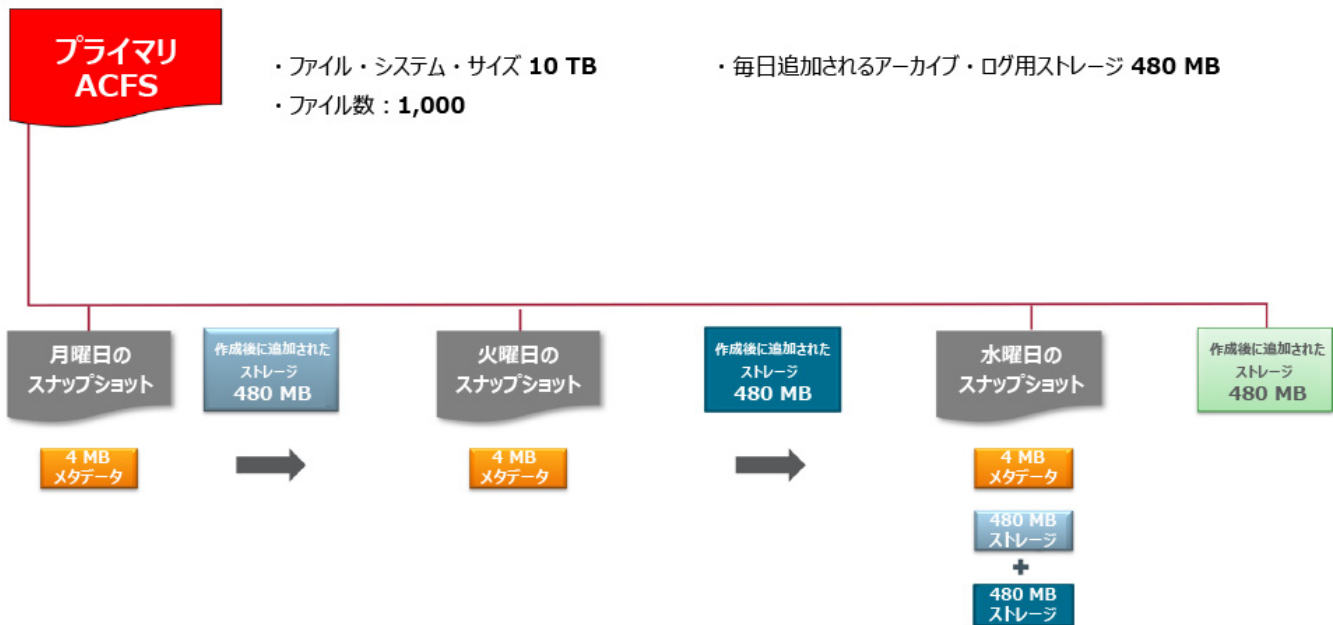 プライマリ
ACFS
・ファイル・システム・サイズ 10 TB
・ファイル数：1,000
・毎日追加されるアーカイブ・ログ用ストレージ 480 MB
月曜日の
スナップショット
作成後に追加された
ストレージ
480 MB
火曜日の
スナップショット
作成後に追加された
ストレージ
480 MB
水曜日の
スナップショット
作成後に追加された
ストレージ
480 MB
4 MB
メタデータ
4 MB
メタデータ
4 MB
メタデータ
480 MB
ストレージ
+
480 MB
ストレージ